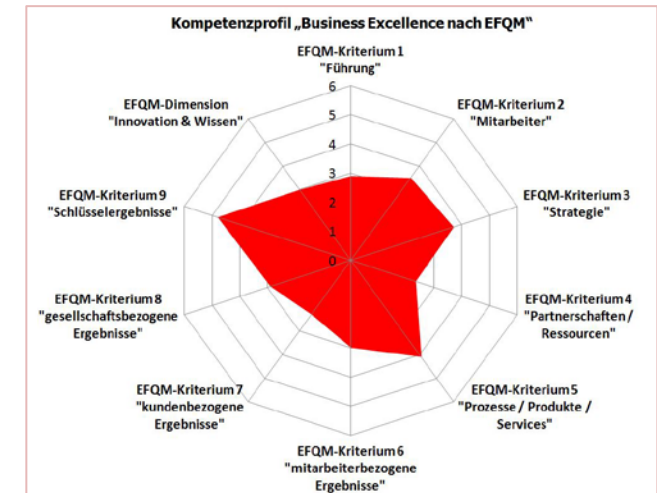 Kompetenzprofil „Business Excellence nach EFQM“
EFQM-Kriterium 1
"Führung"
EFQM-Kriterium 2
"Mitarbeiter"
EFQM-Kriterium 3
"Strategie"
EFQM-Kriterium 4
"Partnerschaften /
Ressourcen"
EFQM-Kriterium 5
"Prozesse / Produkte /
Services"
EFQM-Kriterium 6
"mitarbeiterbezogene
Ergebnisse"
EFQM-Kriterium 7
"kundenbezogene
Ergebnisse"
EFQM-Kriterium 8
"gesellschaftsbezogene
Ergebnisse"
EFQM-Kriterium 9
"Schlüsselergebnisse"
EFQM-Dimension
"Innovation & Wissen"
6
5
4
3
2
1
0